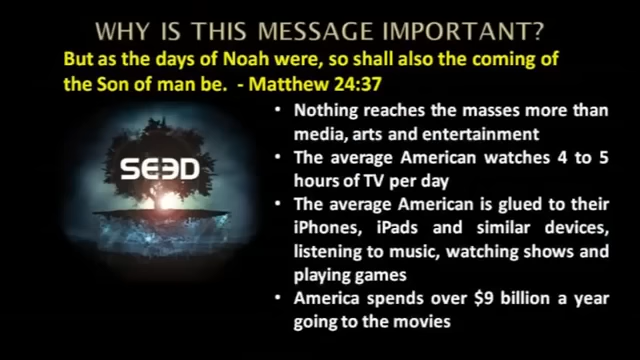 WHY IS THIS MESSAGE IMPORTANT?
But as the days of Noah were, so shall also the coming of
the Son of man be. - Matthew 24:37
SEED
• Nothing reaches the masses more than
media, arts and entertainment
• The average American watches 4 to 5
hours of TV per day
• The average American is glued to their
iPhones, iPads and similar devices,
listening to music, watching shows and
playing games
• America spends over $9 billion a year
going to the movies